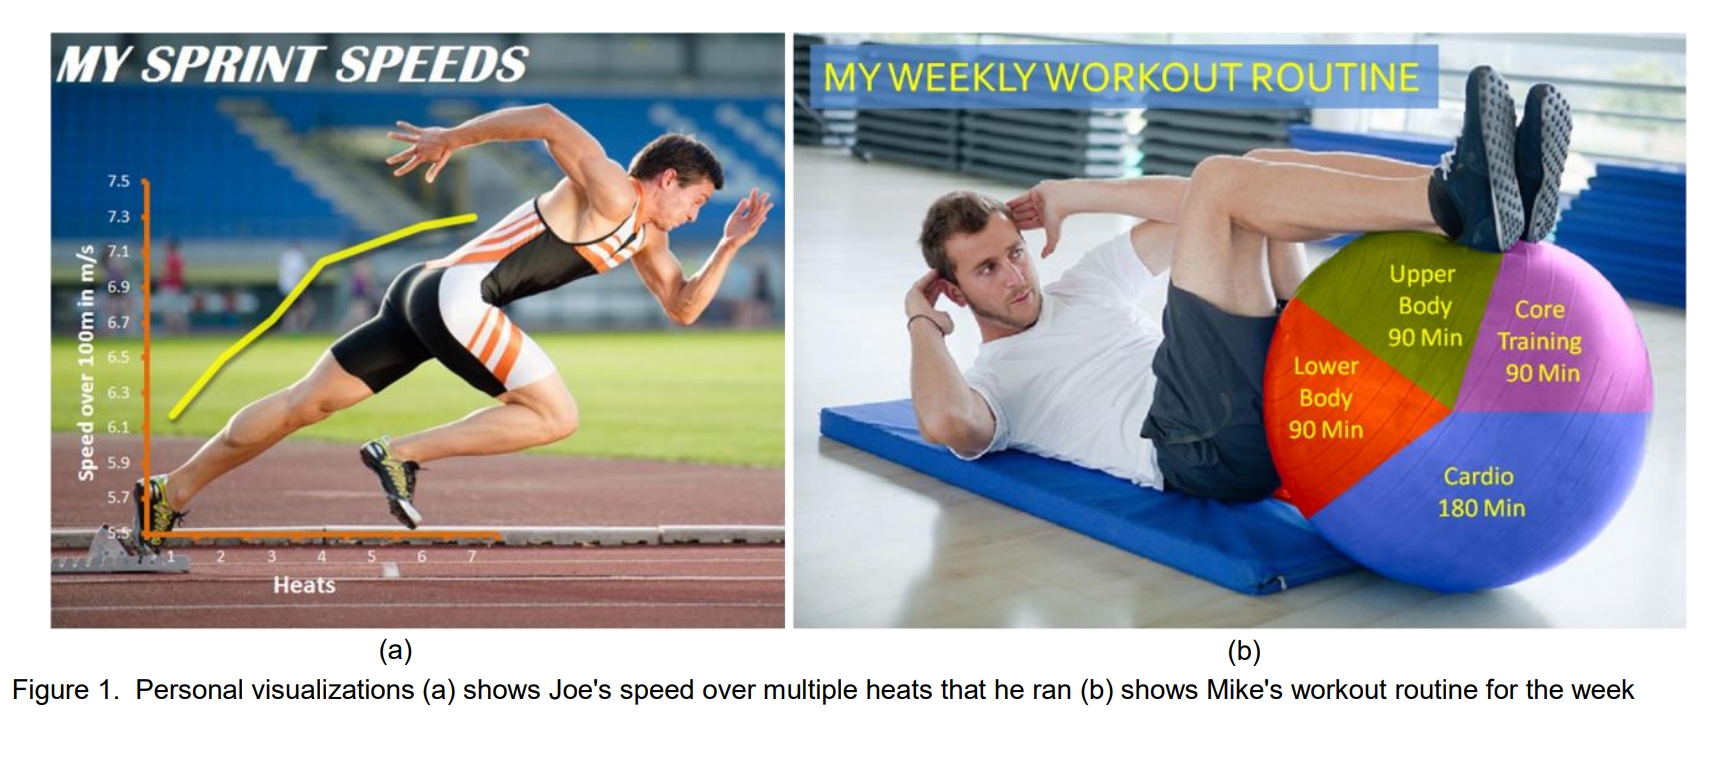 MY SPRINT SPEEDS
7.5
7.3
7.1
6.9
6.7
6.5
6.3
6.1
5.9
5.7
5.5
Speed over 100m in m/s
1 2 3 4 5 6 7
Heats
(a)
MY WEEKLY WORKOUT ROUTINE
Upper
Body
90 Min
Core
Training
90 Min
Lower
Body
90 Min
Cardio
180 Min
(b)
Figure 1. Personal visualizations (a) shows Joe's speed over multiple heats that he ran (b) shows Mike's workout routine for the week